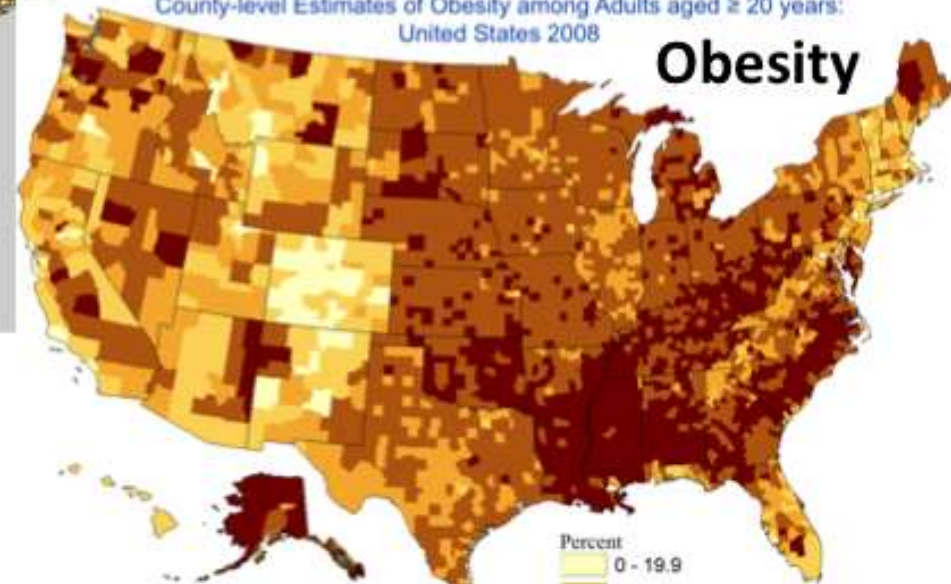 County-level Estimates of Obesity among Adults aged ≥ 20 years:
United States 2008
Obesity
Percent
0 - 19.9